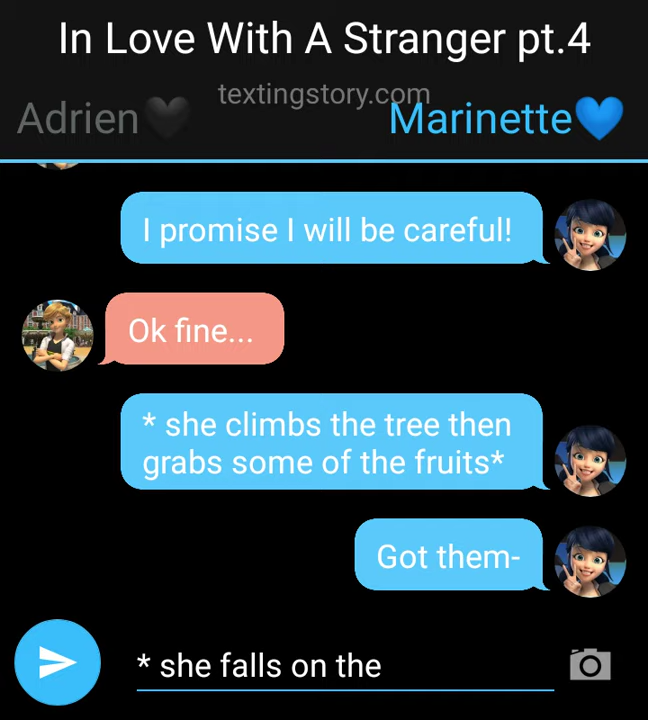 In Love With A Stranger pt.4
textingstory.com
Adrien🖤 Marinette💙
I promise I will be careful!
Ok fine...
* she climbs the tree then
grabs some of the fruits*
Got them-
* she falls on the